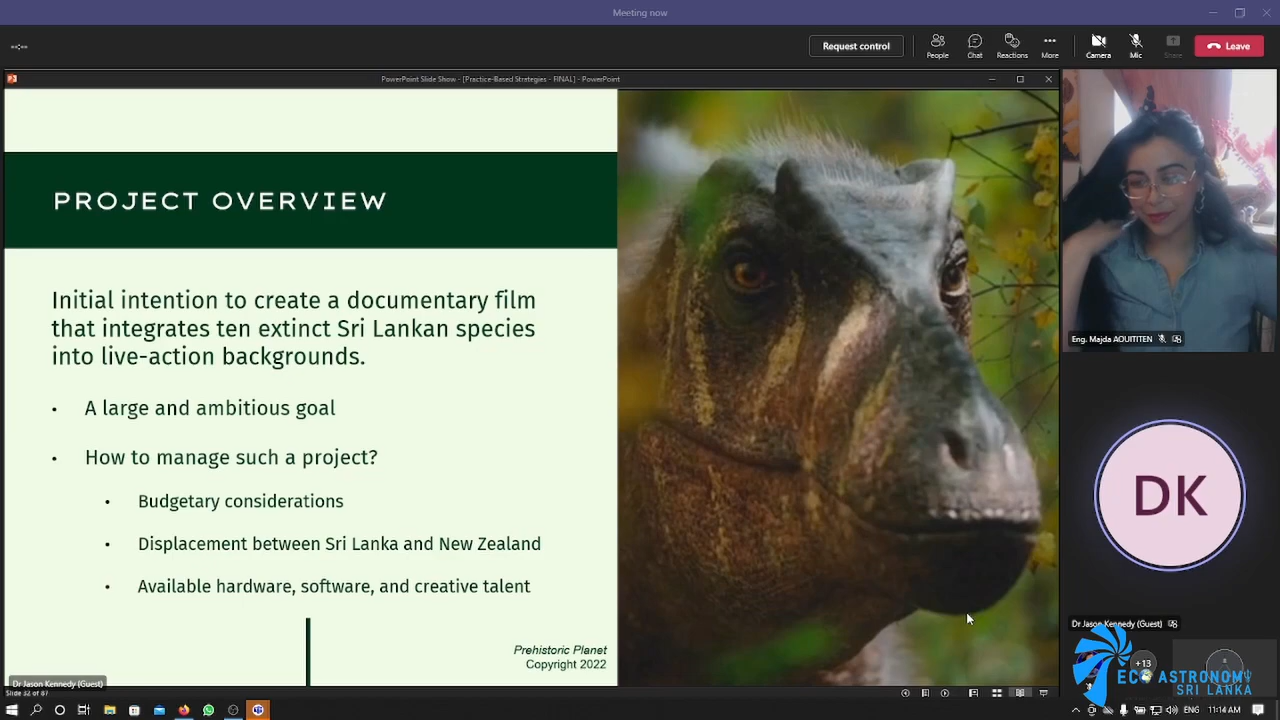 Meeting now
Request control
People
Chat
Reactions
More
Camera
Mic
Share
Leave
PowerPoint Slide Show - [Practice-Based Strategies - FINAL] - PowerPoint
PROJECT OVERVIEW
Initial intention to create a documentary film
that integrates ten extinct Sri Lankan species
into live-action backgrounds.
• A large and ambitious goal
• How to manage such a project?
• Budgetary considerations
• Displacement between Sri Lanka and New Zealand
• Available hardware, software, and creative talent
Prehistoric Planet
Copyright 2022
Dr Jason Kennedy (Guest)
Slide 32 of 87
Eng. Majda AOUITITEN
DK
Dr Jason Kennedy (Guest)
+13
ECO ASTRONOMY
SRI LANKA
ENG
11:14 AM